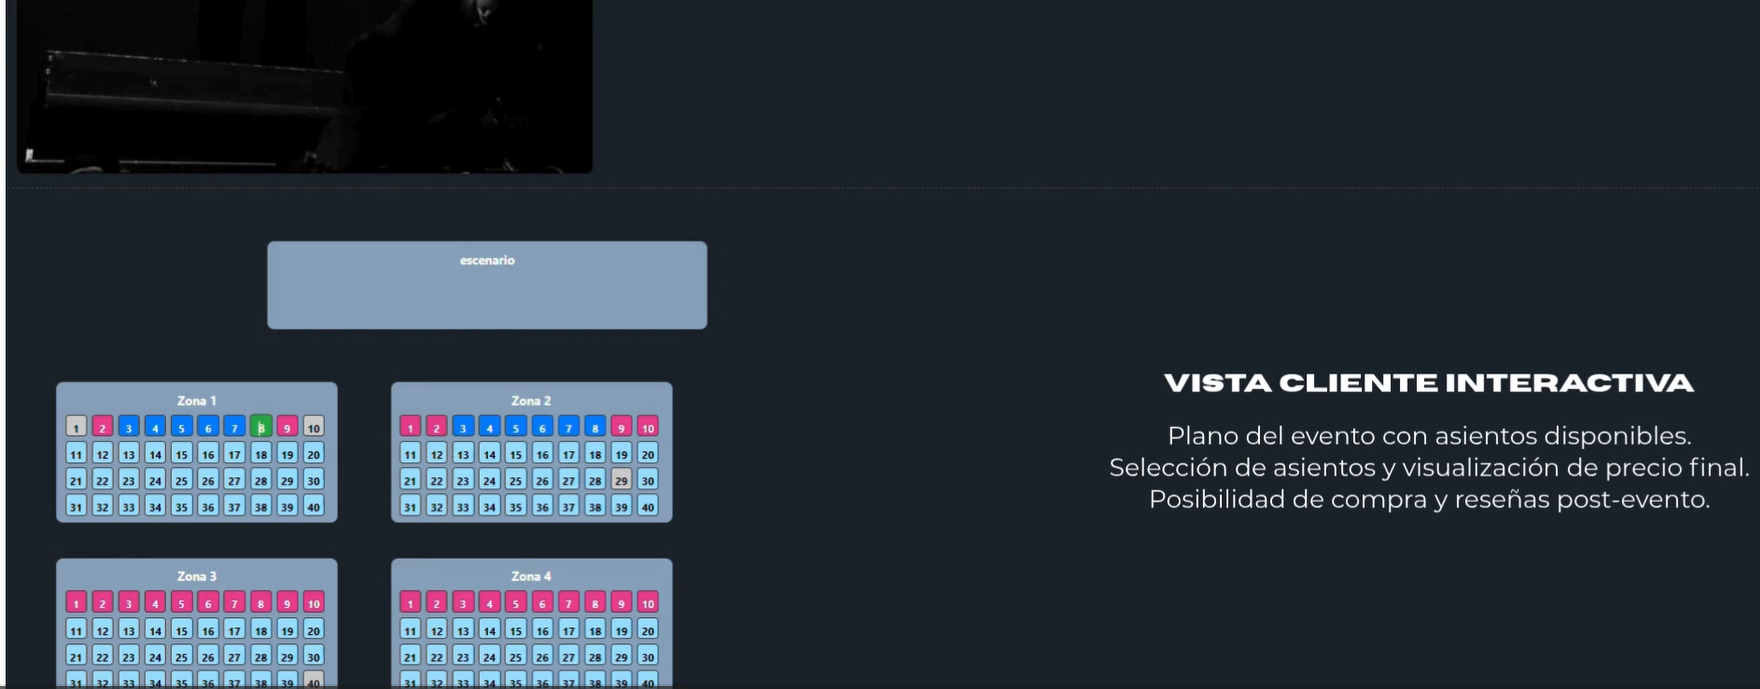 escenario
Zona 1
1 2 3 4 5 6 7 8 9 10
11 12 13 14 15 16 17 18 19 20
21 22 23 24 25 26 27 28 29 30
31 32 33 34 35 36 37 38 39 40
Zona 2
1 2 3 4 5 6 7 8 9 10
11 12 13 14 15 16 17 18 19 20
21 22 23 24 25 26 27 28 29 30
31 32 33 34 35 36 37 38 39 40
Zona 3
1 2 3 4 5 6 7 8 9 10
11 12 13 14 15 16 17 18 19 20
21 22 23 24 25 26 27 28 29 30
31 32 33 34 35 36 37 38 39 40
Zona 4
1 2 3 4 5 6 7 8 9 10
11 12 13 14 15 16 17 18 19 20
21 22 23 24 25 26 27 28 29 30
31 32 33 34 35 36 37 38 39 40
VISTA CLIENTE INTERACTIVA
Plano del evento con asientos disponibles.
Selección de asientos y visualización de precio final.
Posibilidad de compra y reseñas post-evento.